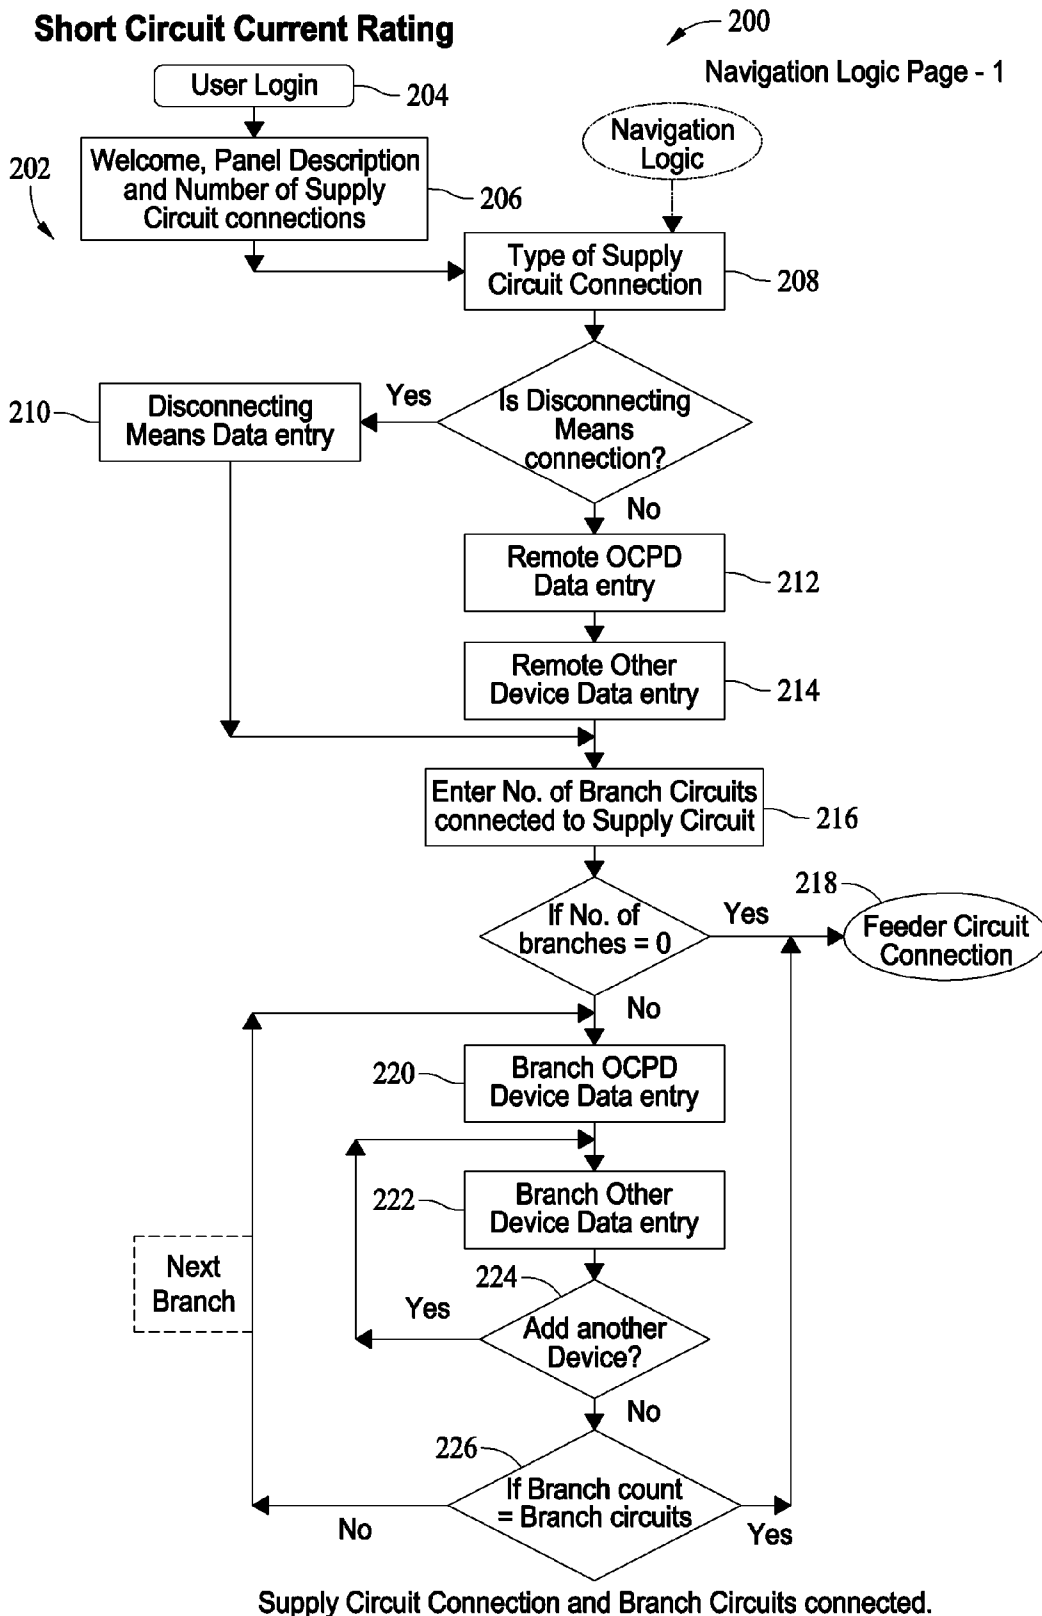 Short Circuit Current Rating
200
Navigation Logic Page - 1
User Login
204
Navigation
Logic
202
Welcome, Panel Description
and Number of Supply
Circuit connections
206
Type of Supply
Circuit Connection
208
Is Disconnecting
Means
connection?
Yes
210
Disconnecting
Means Data entry
No
Remote OCPD
Data entry
212
Remote Other
Device Data entry
214
Enter No. of Branch Circuits
connected to Supply Circuit
216
If No. of
branches = 0
Yes
218
Feeder Circuit
Connection
No
220
Branch OCPD
Device Data entry
222
Branch Other
Device Data entry
Next
Branch
224
Add another
Device?
Yes
No
226
If Branch count
= Branch circuits
No
Yes
Supply Circuit Connection and Branch Circuits connected.